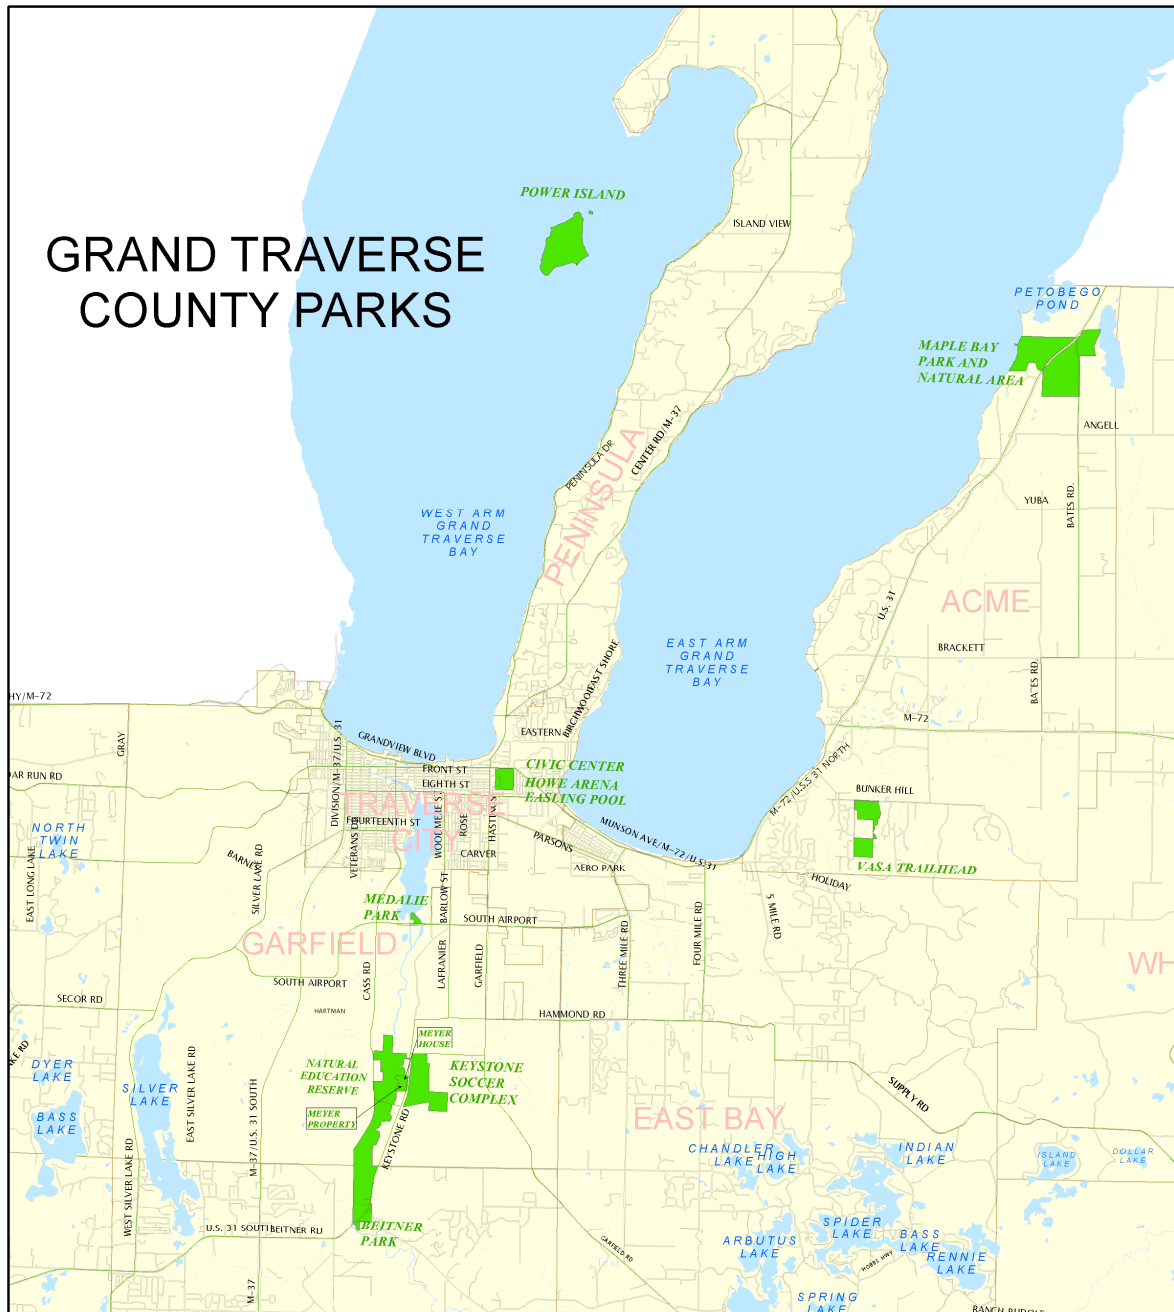 GRAND TRAVERSE
COUNTY PARKS
POWER ISLAND
ISLAND VIEW
PETOBEGO
POND
MAPLE BAY
PARK AND
NATURAL AREA
ANGELL
CENTER RD/M-37
PENINSULA DR
PENINSULA
YUBA
BATES RD.
WEST ARM
GRAND
TRAVERSE
BAY
ACME
U.S. 31
BRACKETT
EAST ARM
GRAND
TRAVERSE
BAY
EAST SHORE
BIRCHWOOD
BATES RD.
HY/M-72
M-72
GRAY
DIVISION/M-37/U.S. 31
GRANDVIEW BLVD
EASTERN
M-72/U.S.S 31 NORTH
DAR RUN RD
FRONT ST
EIGHTH ST
CIVIC CENTER
HOWE ARENA
EASLING POOL
BUNKER HILL
TRAVERSE
CITY
FOURTEENTH ST
VETERANS DR
WOODMERE ST
ROSE
HASTINGS
NORTH
TWIN
LAKE
BARNEY
SILVER LAKE RD
CARVER
PARSONS
MUNSON AVE/M-72/U.S. 31
AERO PARK
VASA TRAILHEAD
HOLIDAY
EAST LONG LAKE
MEDALIE
PARK
BARLOW ST
SOUTH AIRPORT
5 MILE RD
FOUR MILE RD
THREE MILE RD
GARFIELD
LAFRANIER
GARFIELD
CASS RD
WH
SOUTH AIRPORT
SECOR RD
HARTMAN
HAMMOND RD
KE RD
DYER
LAKE
SILVER
LAKE
BASS
LAKE
EAST SILVER LAKE RD
MEYER
HOUSE
NATURAL
EDUCATION
RESERVE
KEYSTONE
SOCCER
COMPLEX
MEYER
PROPERTY
KEYSTONE RD
SUPPLY RD
EAST BAY
M-37/U.S. 31 SOUTH
WEST SILVER LAKE RD
CHANDLER
LAKE
HIGH
LAKE
INDIAN
LAKE
ISLAND
LAKE
DOLLAR
LAKE
U.S. 31 SOUTH
BEITNER RD
BEITNER
PARK
GARFIELD RD
SPIDER
LAKE
ARBUTUS
LAKE
BASS
LAKE
RENNIE
LAKE
HOBBS HWY
M-37
SPRING
LAKE
RANCH RUDOLF